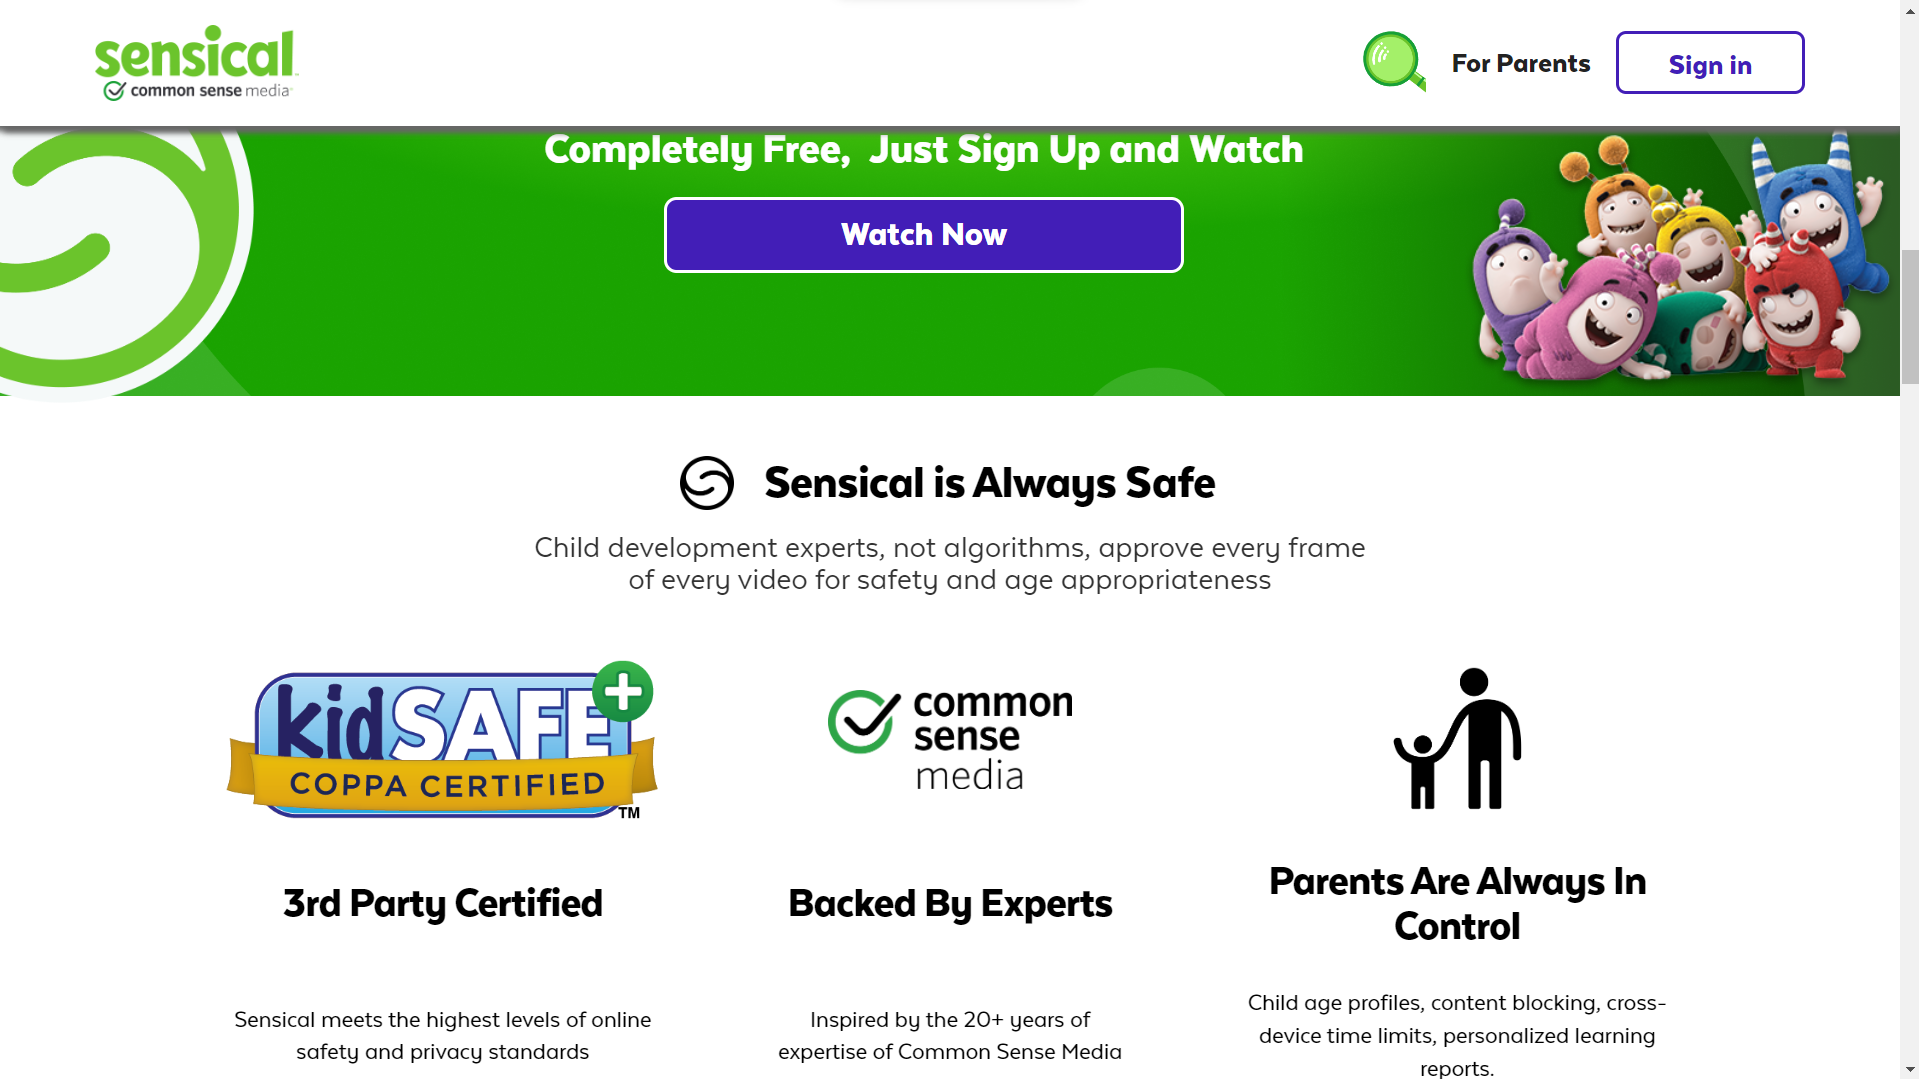 sensical
common sense media
For Parents
Sign in
Completely Free, Just Sign Up and Watch
Watch Now
Sensical is Always Safe
Child development experts, not algorithms, approve every frame
of every video for safety and age appropriateness
kidSAFE
COPPA CERTIFIED
TM
common
sense
media
3rd Party Certified
Backed By Experts
Parents Are Always In
Control
Sensical meets the highest levels of online
safety and privacy standards
Inspired by the 20+ years of
expertise of Common Sense Media
Child age profiles, content blocking, cross-
device time limits, personalized learning
reports.